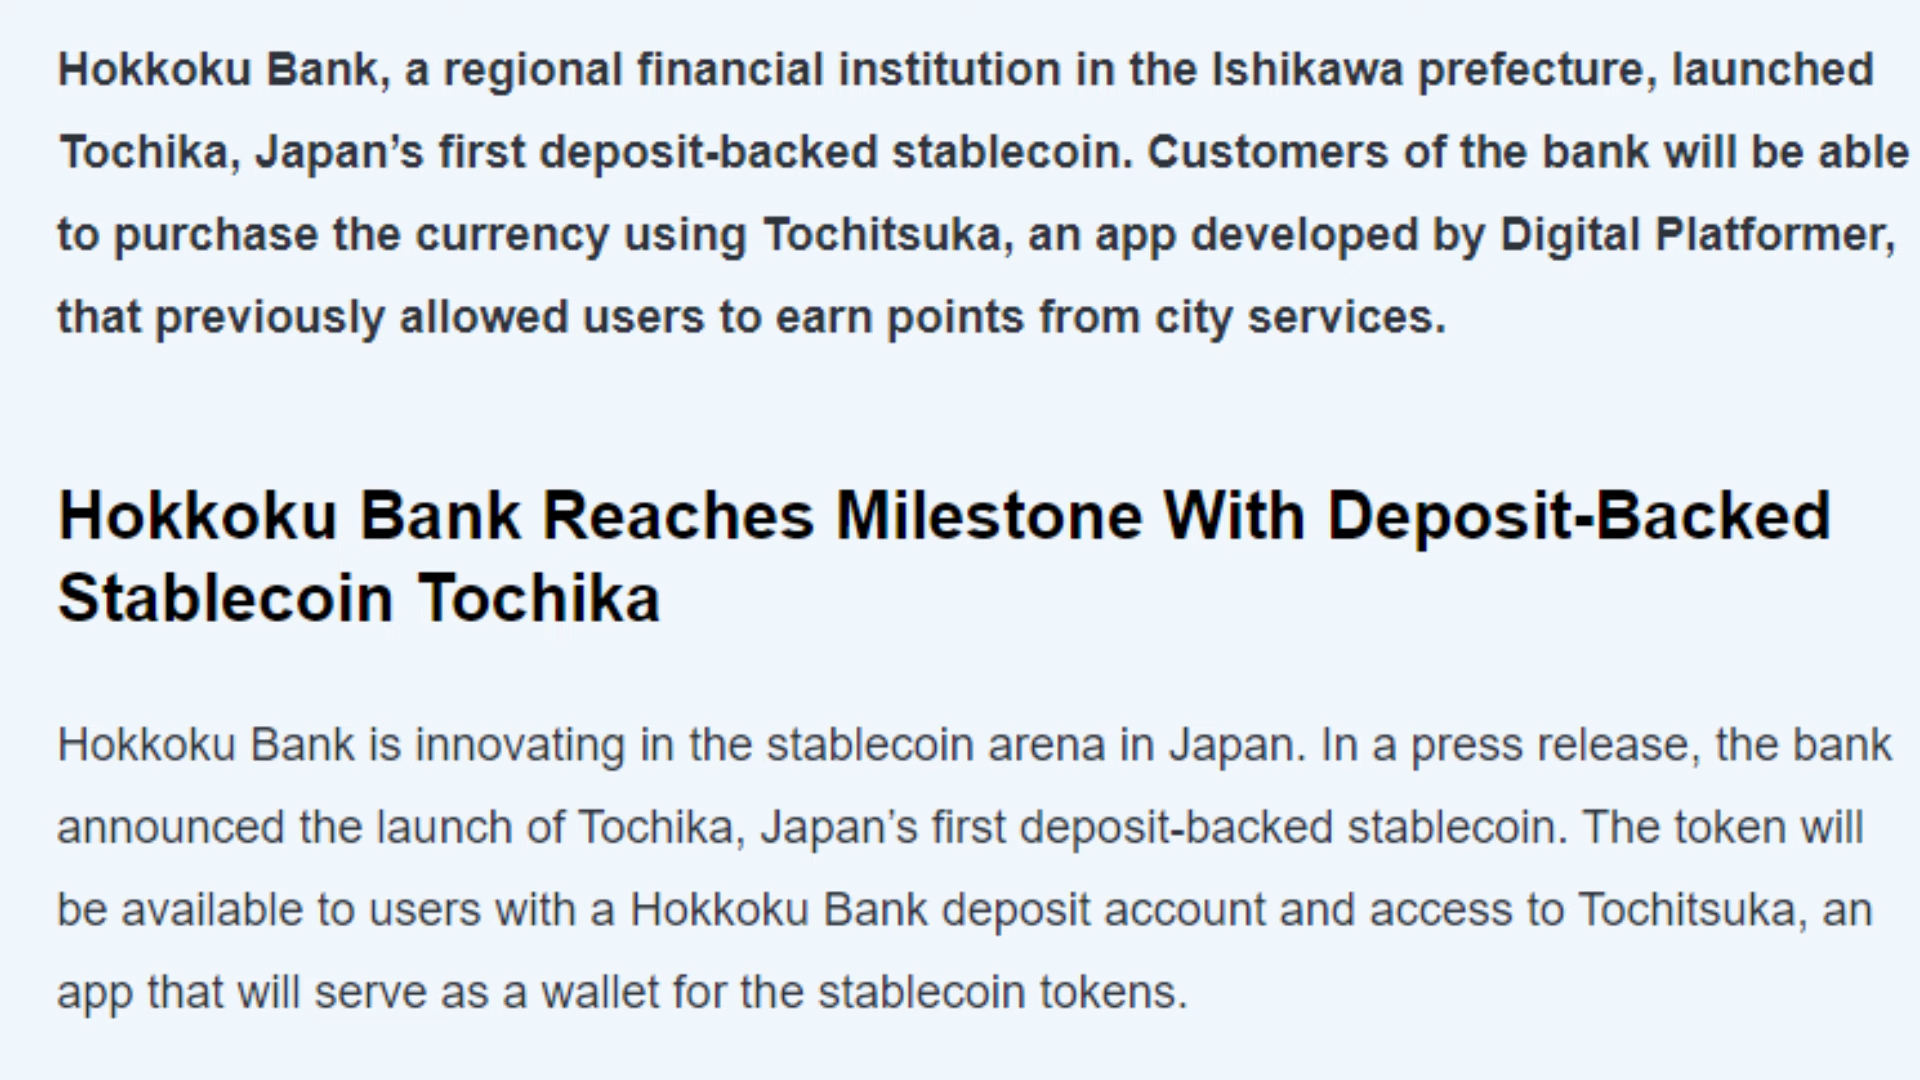 Hokkoku Bank, a regional financial institution in the Ishikawa prefecture, launched
Tochika, Japan’s first deposit-backed stablecoin. Customers of the bank will be able
to purchase the currency using Tochitsuka, an app developed by Digital Platformer,
that previously allowed users to earn points from city services.
Hokkoku Bank Reaches Milestone With Deposit-Backed
Stablecoin Tochika
Hokkoku Bank is innovating in the stablecoin arena in Japan. In a press release, the bank
announced the launch of Tochika, Japan’s first deposit-backed stablecoin. The token will
be available to users with a Hokkoku Bank deposit account and access to Tochitsuka, an
app that will serve as a wallet for the stablecoin tokens.